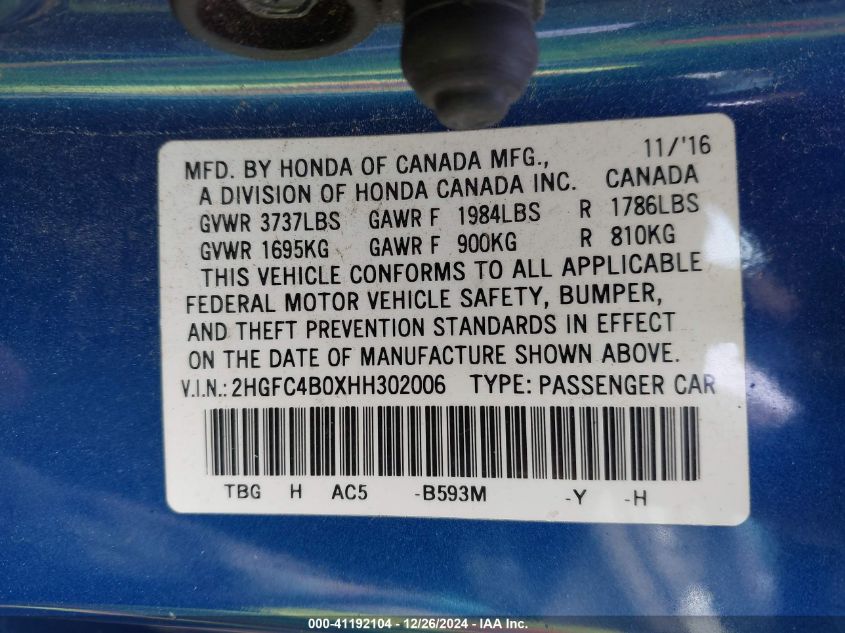 11/'16
MFD. BY HONDA OF CANADA MFG.,
A DIVISION OF HONDA CANADA INC. CANADA
GVWR 3737LBS GAWR F 1984LBS R 1786LBS
GVWR 1695KG GAWR F 900KG R 810KG
THIS VEHICLE CONFORMS TO ALL APPLICABLE
FEDERAL MOTOR VEHICLE SAFETY, BUMPER,
AND THEFT PREVENTION STANDARDS IN EFFECT
ON THE DATE OF MANUFACTURE SHOWN ABOVE.
V.I.N.: 2HGFC4B0XHH302006 TYPE: PASSENGER CAR
TBG H AC5 -B593M -Y -H
000-41192104 - 12/26/2024 - IAA Inc.